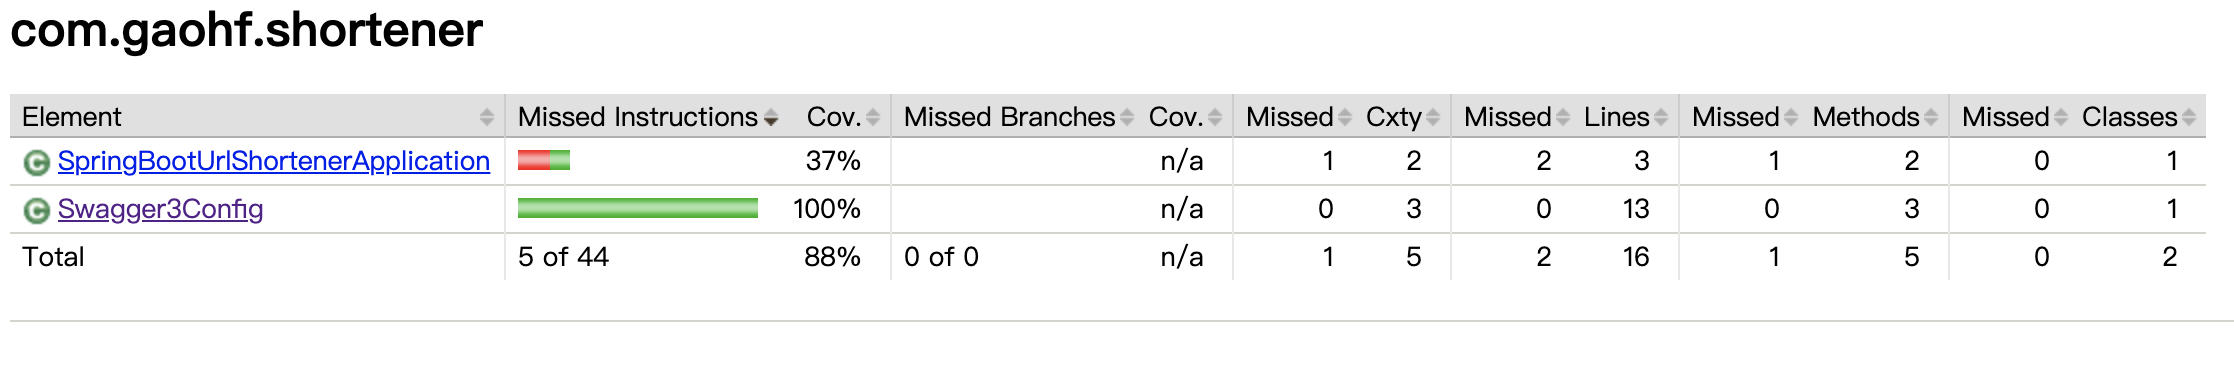 com.gaohf.shortener
Element Missed Instructions Cov. Missed Branches Cov. Missed Cxty Missed Lines Missed Methods Missed Classes
C SpringBootUrlShortenerApplication 37% n/a 1 2 2 3 1 2 0 1
C Swagger3Config 100% n/a 0 3 0 13 0 3 0 1
Total 5 of 44 88% 0 of 0 n/a 1 5 2 16 1 5 0 2